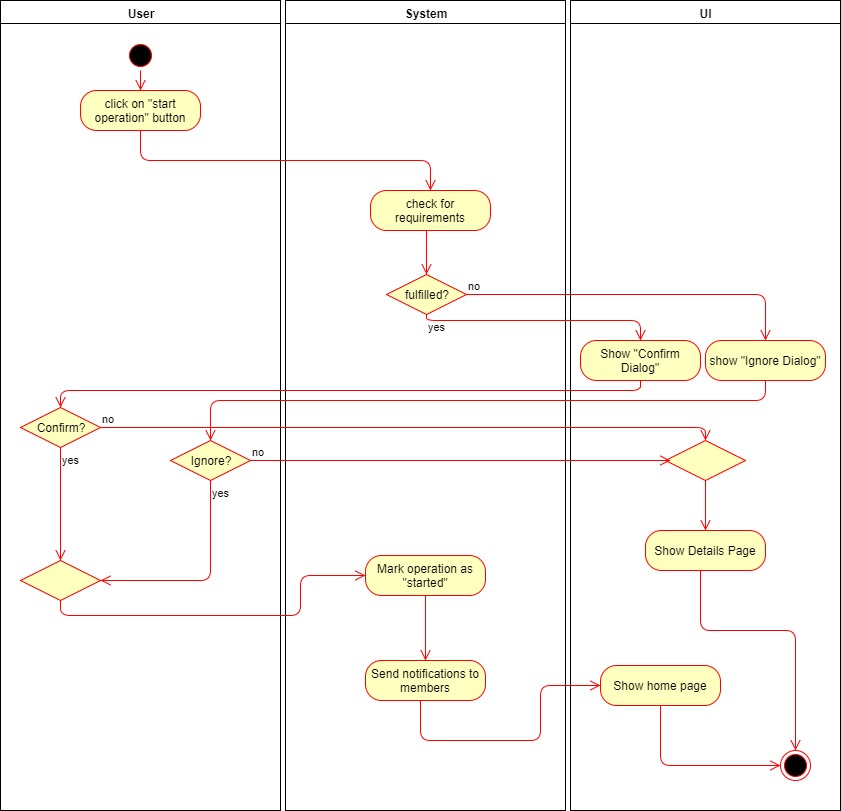 User
System
UI
click on "start
operation" button
check for
requirements
fulfilled?
no
yes
Show "Confirm
Dialog"
show "Ignore Dialog"
Confirm?
no
yes
Ignore?
no
yes
Show Details Page
Mark operation as
"started"
Send notifications to
members
Show home page